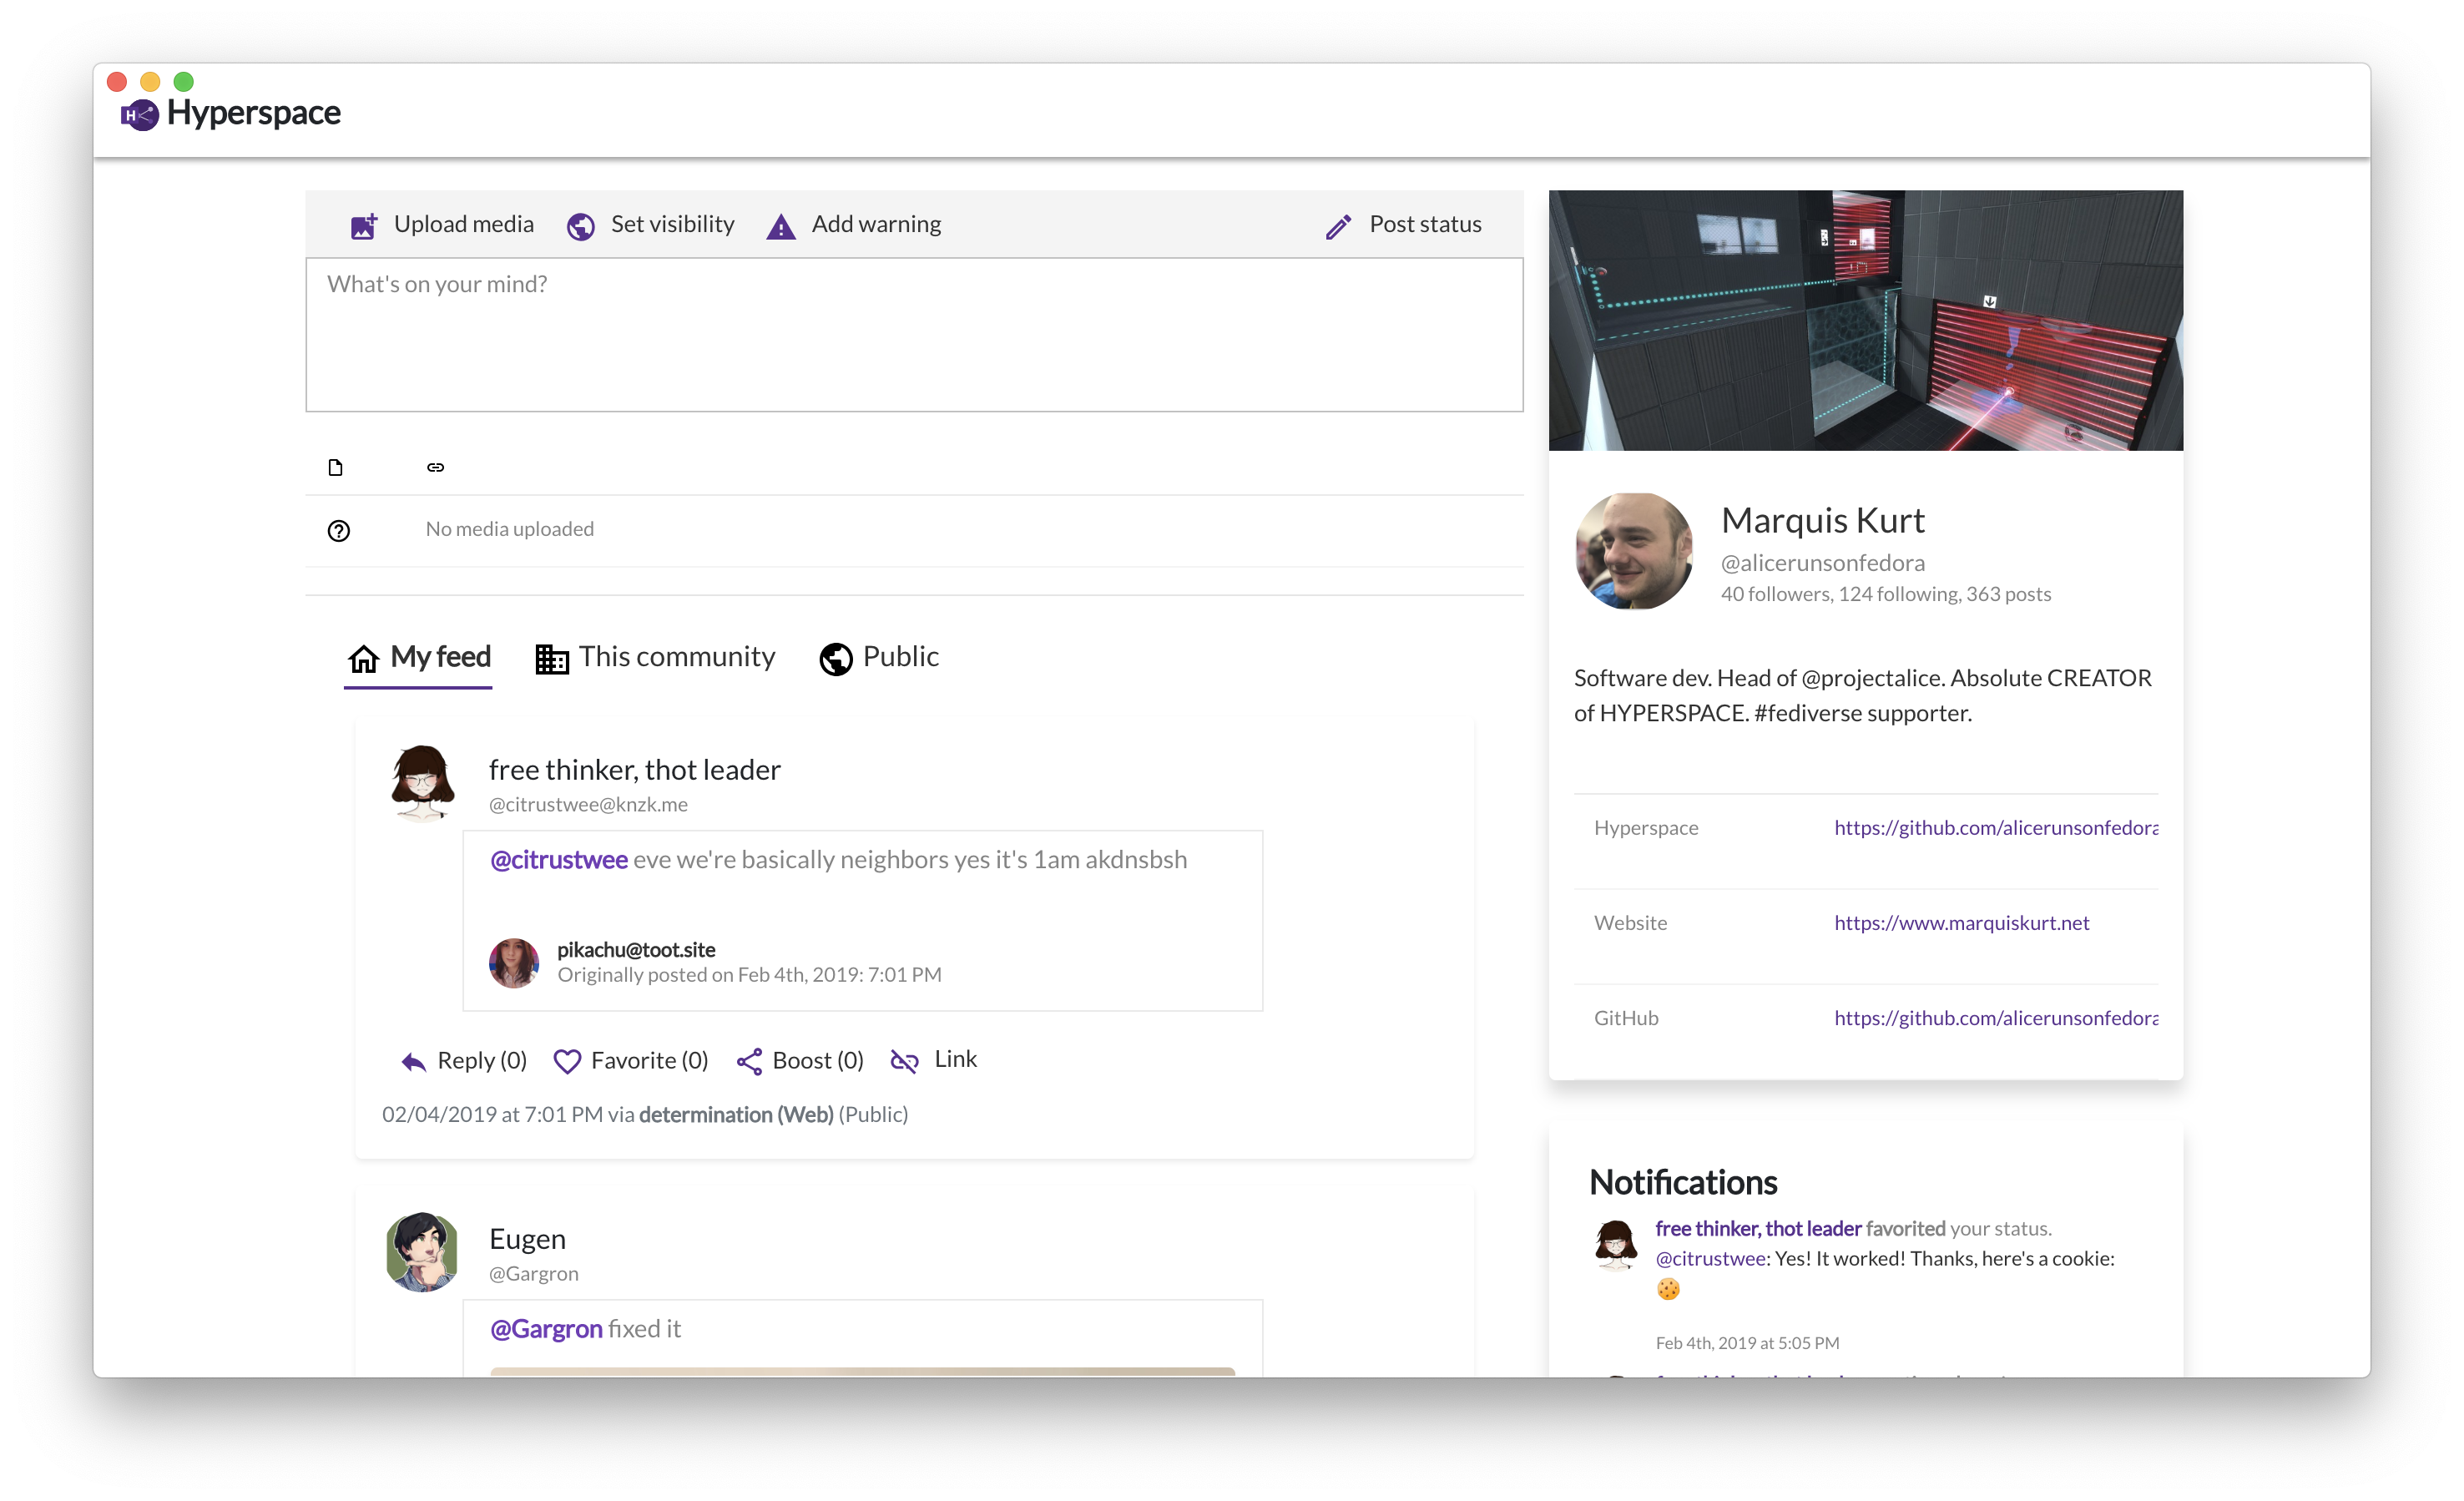 Hyperspace
Upload media
Set visibility
Add warning
Post status
What's on your mind?
No media uploaded
My feed
This community
Public
free thinker, thot leader
@citrustwee@knzk.me
@citrustwee eve we're basically neighbors yes it's 1am akdnsbsh
pikachu@toot.site
Originally posted on Feb 4th, 2019: 7:01 PM
Reply (0)
Favorite (0)
Boost (0)
Link
02/04/2019 at 7:01 PM via determination (Web) (Public)
Eugen
@Gargron
@Gargron fixed it
Marquis Kurt
@alicerunsonfedora
40 followers, 124 following, 363 posts
Software dev. Head of @projectalice. Absolute CREATOR
of HYPERSPACE. #fediverse supporter.
Hyperspace
https://github.com/alicerunsonfedora
Website
https://www.marquiskurt.net
GitHub
https://github.com/alicerunsonfedora
Notifications
free thinker, thot leader favorited your status.
@citrustwee: Yes! It worked! Thanks, here's a cookie:
🍪
Feb 4th, 2019 at 5:05 PM